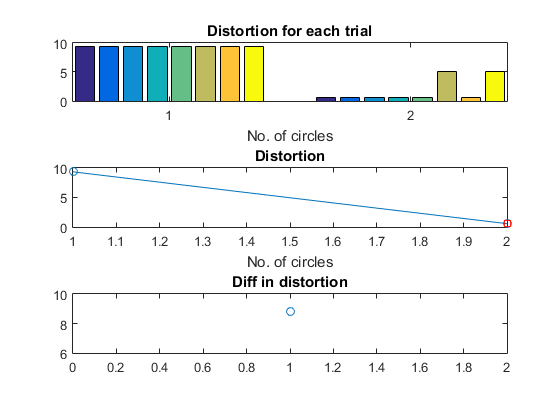 Distortion for each trial
10
5
0
1 2
No. of circles
Distortion
10
5
0
1 1.1 1.2 1.3 1.4 1.5 1.6 1.7 1.8 1.9 2
No. of circles
Diff in distortion
10
8
6
0 0.2 0.4 0.6 0.8 1 1.2 1.4 1.6 1.8 2